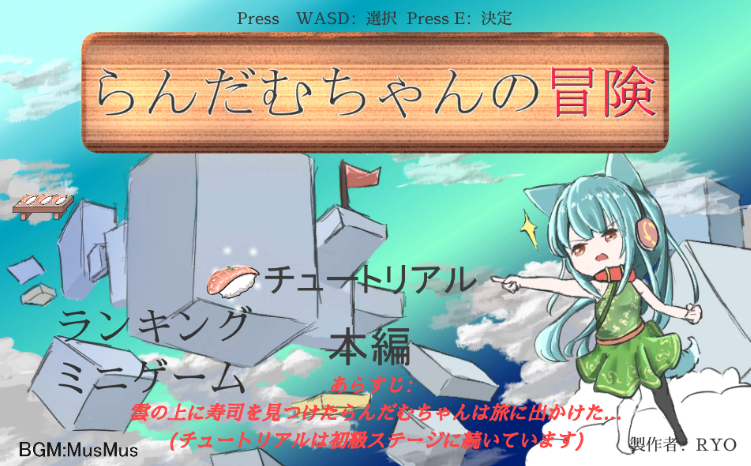 Press WASD: 選択 Press E: 決定
らんだむちゃんの冒険
チュートリアル
ランキング
本編
ミニゲーム
あらすじ:
雲の上に寿司を見つけたらんだむちゃんは旅に出かけた...
(チュートリアルは初級ステージに続いています)
BGM:MusMus
製作者: RYO